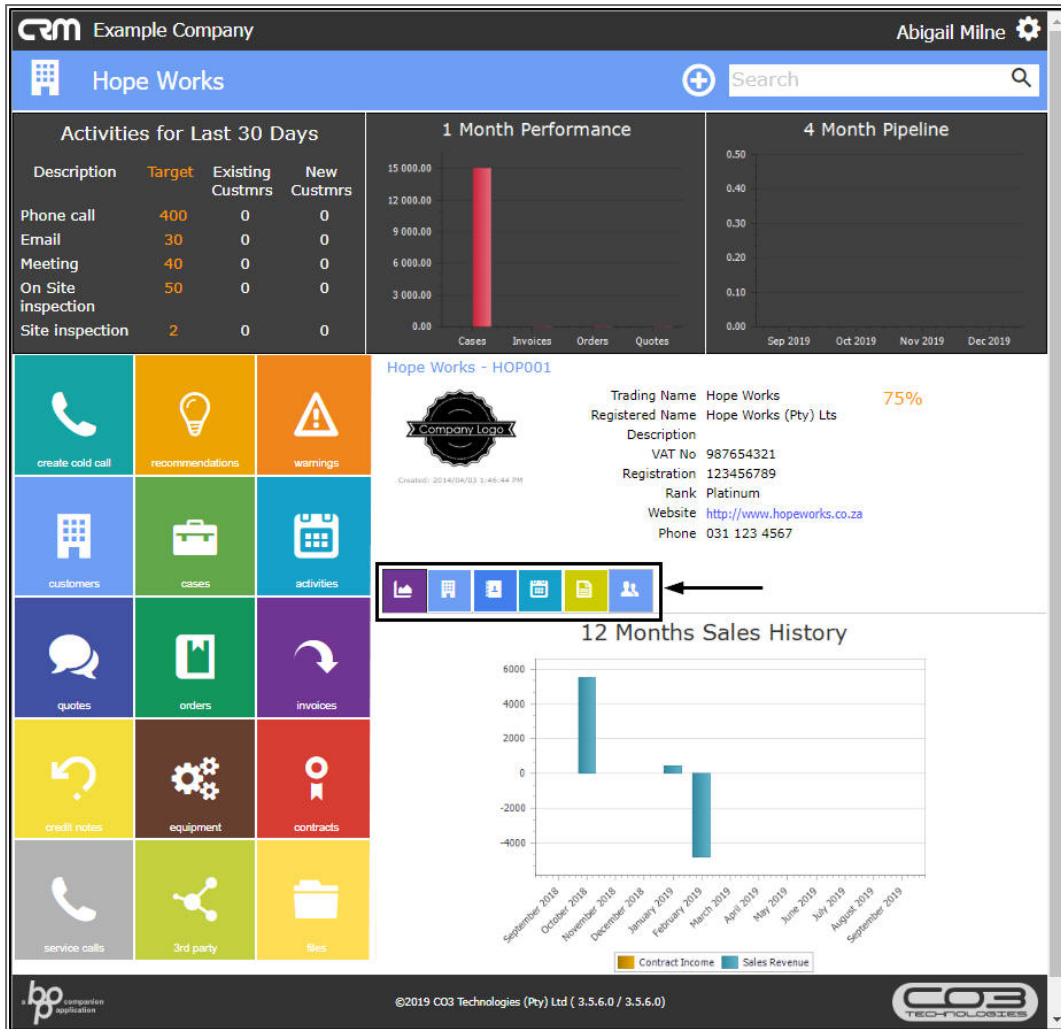 CRM Example Company
Abigail Milne
Hope Works
Search
Activities for Last 30 Days
Description Target Existing Custmrs New Custmrs
Phone call 400 0 0
Email 30 0 0
Meeting 40 0 0
On Site inspection 50 0 0
Site inspection 2 0 0
1 Month Performance
15 000.00
12 000.00
9 000.00
6 000.00
3 000.00
0.00
Cases Invoices Orders Quotes
4 Month Pipeline
0.50
0.40
0.30
0.20
0.10
0.00
Sep 2019 Oct 2019 Nov 2019 Dec 2019
create cold call recommendations warnings
customers cases activities
quotes orders invoices
credit notes equipment contracts
service calls 3rd party files
Hope Works - HOP001
Company Logo
Created: 2014/04/03 1:46:44 PM
Trading Name Hope Works
75%
Registered Name Hope Works (Pty) Lts
Description
VAT No 987654321
Registration 123456789
Rank Platinum
Website http://www.hopeworks.co.za
Phone 031 123 4567
12 Months Sales History
6000
4000
2000
0
-2000
-4000
September 2018 October 2018 November 2018 December 2018 January 2019 February 2019 March 2019 April 2019 May 2019 June 2019 July 2019 August 2019 September 2019
Contract Income Sales Revenue
a bpo companion application
©2019 CO3 Technologies (Pty) Ltd ( 3.5.6.0 / 3.5.6.0)
CO3
TECHNOLOGIES